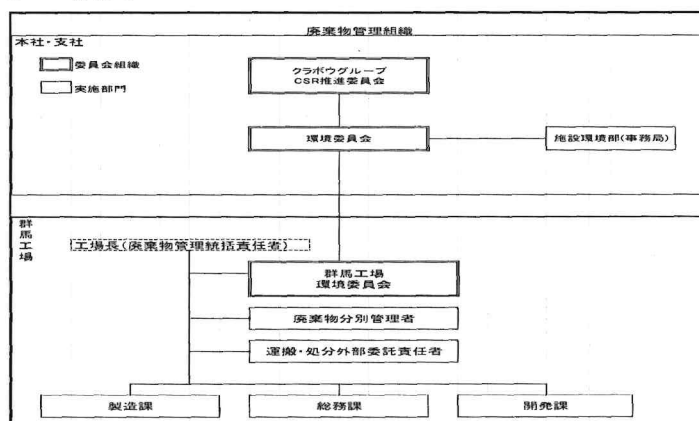 廃棄物管理組織
本社・支社
委員会組織
実施部門
クラボウグループ
CSR推進委員会
環境委員会
施設環境部(事務局)
群馬工場
工場長(廃棄物管理統括責任者)
群馬工場
環境委員会
廃棄物分別管理者
運搬・処分外部委託責任者
製造課
総務課
開発課